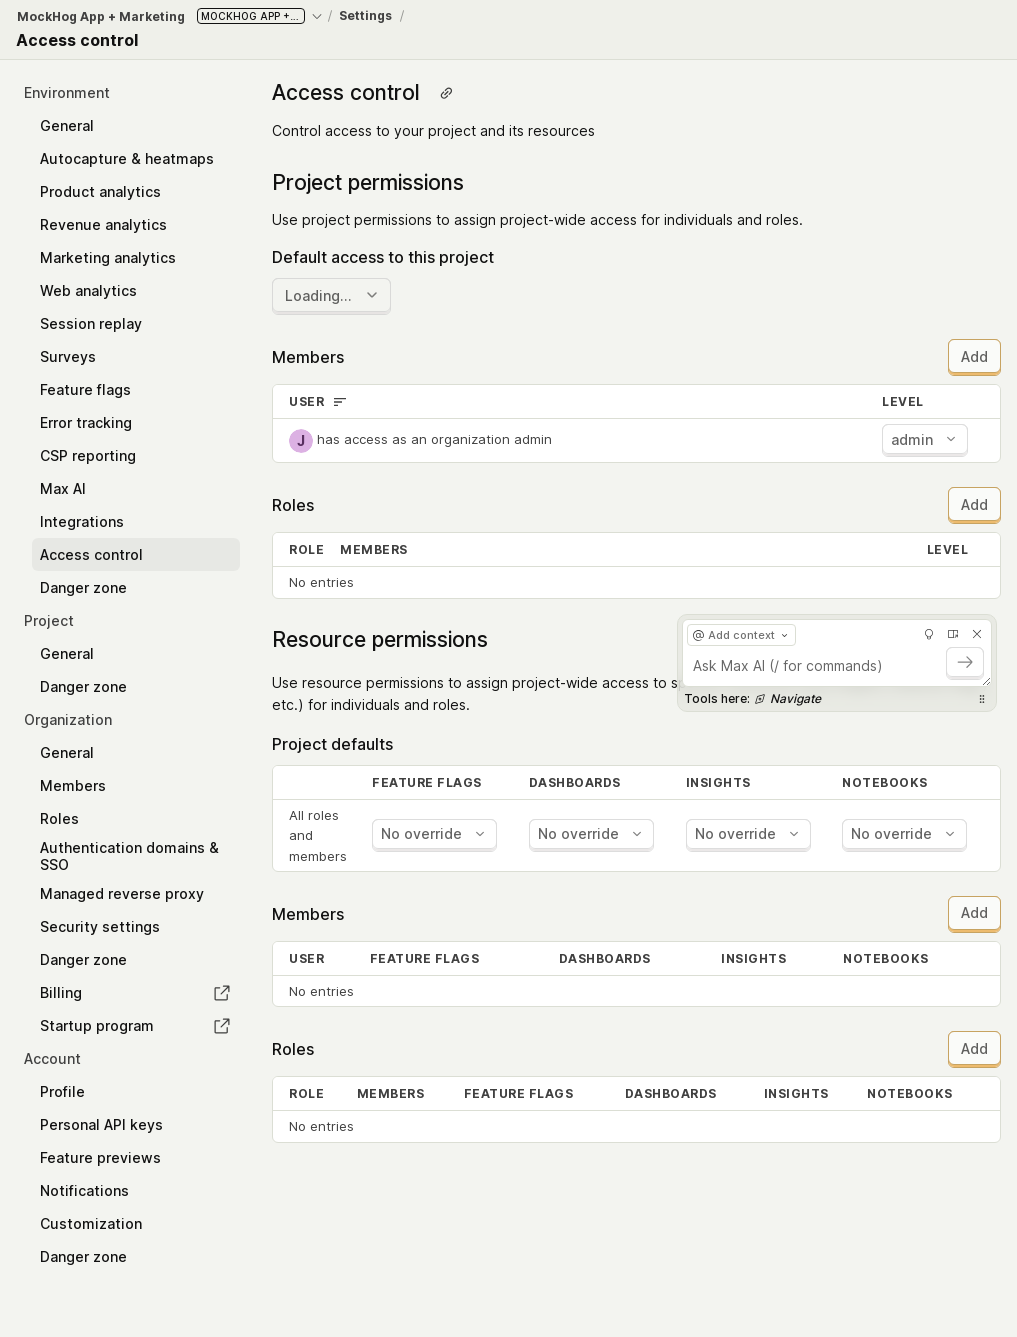 MockHog App + Marketing MOCKHOG APP +... / Settings /
Access control
Environment
General
Autocapture & heatmaps
Product analytics
Revenue analytics
Marketing analytics
Web analytics
Session replay
Surveys
Feature flags
Error tracking
CSP reporting
Max AI
Integrations
Access control
Danger zone
Project
General
Danger zone
Organization
General
Members
Roles
Authentication domains &
SSO
Managed reverse proxy
Security settings
Danger zone
Billing
Startup program
Account
Profile
Personal API keys
Feature previews
Notifications
Customization
Danger zone
Access control
Control access to your project and its resources
Project permissions
Use project permissions to assign project-wide access for individuals and roles.
Default access to this project
Loading...
Members Add
USER LEVEL
J has access as an organization admin admin
Roles Add
ROLE MEMBERS LEVEL
No entries
Resource permissions
Use resource permissions to assign project-wide access to s
etc.) for individuals and roles.
@ Add context
Ask Max AI (/ for commands)
Tools here: Navigate
Project defaults
FEATURE FLAGS DASHBOARDS INSIGHTS NOTEBOOKS
All roles
and
members
No override No override No override No override
Members Add
USER FEATURE FLAGS DASHBOARDS INSIGHTS NOTEBOOKS
No entries
Roles Add
ROLE MEMBERS FEATURE FLAGS DASHBOARDS INSIGHTS NOTEBOOKS
No entries